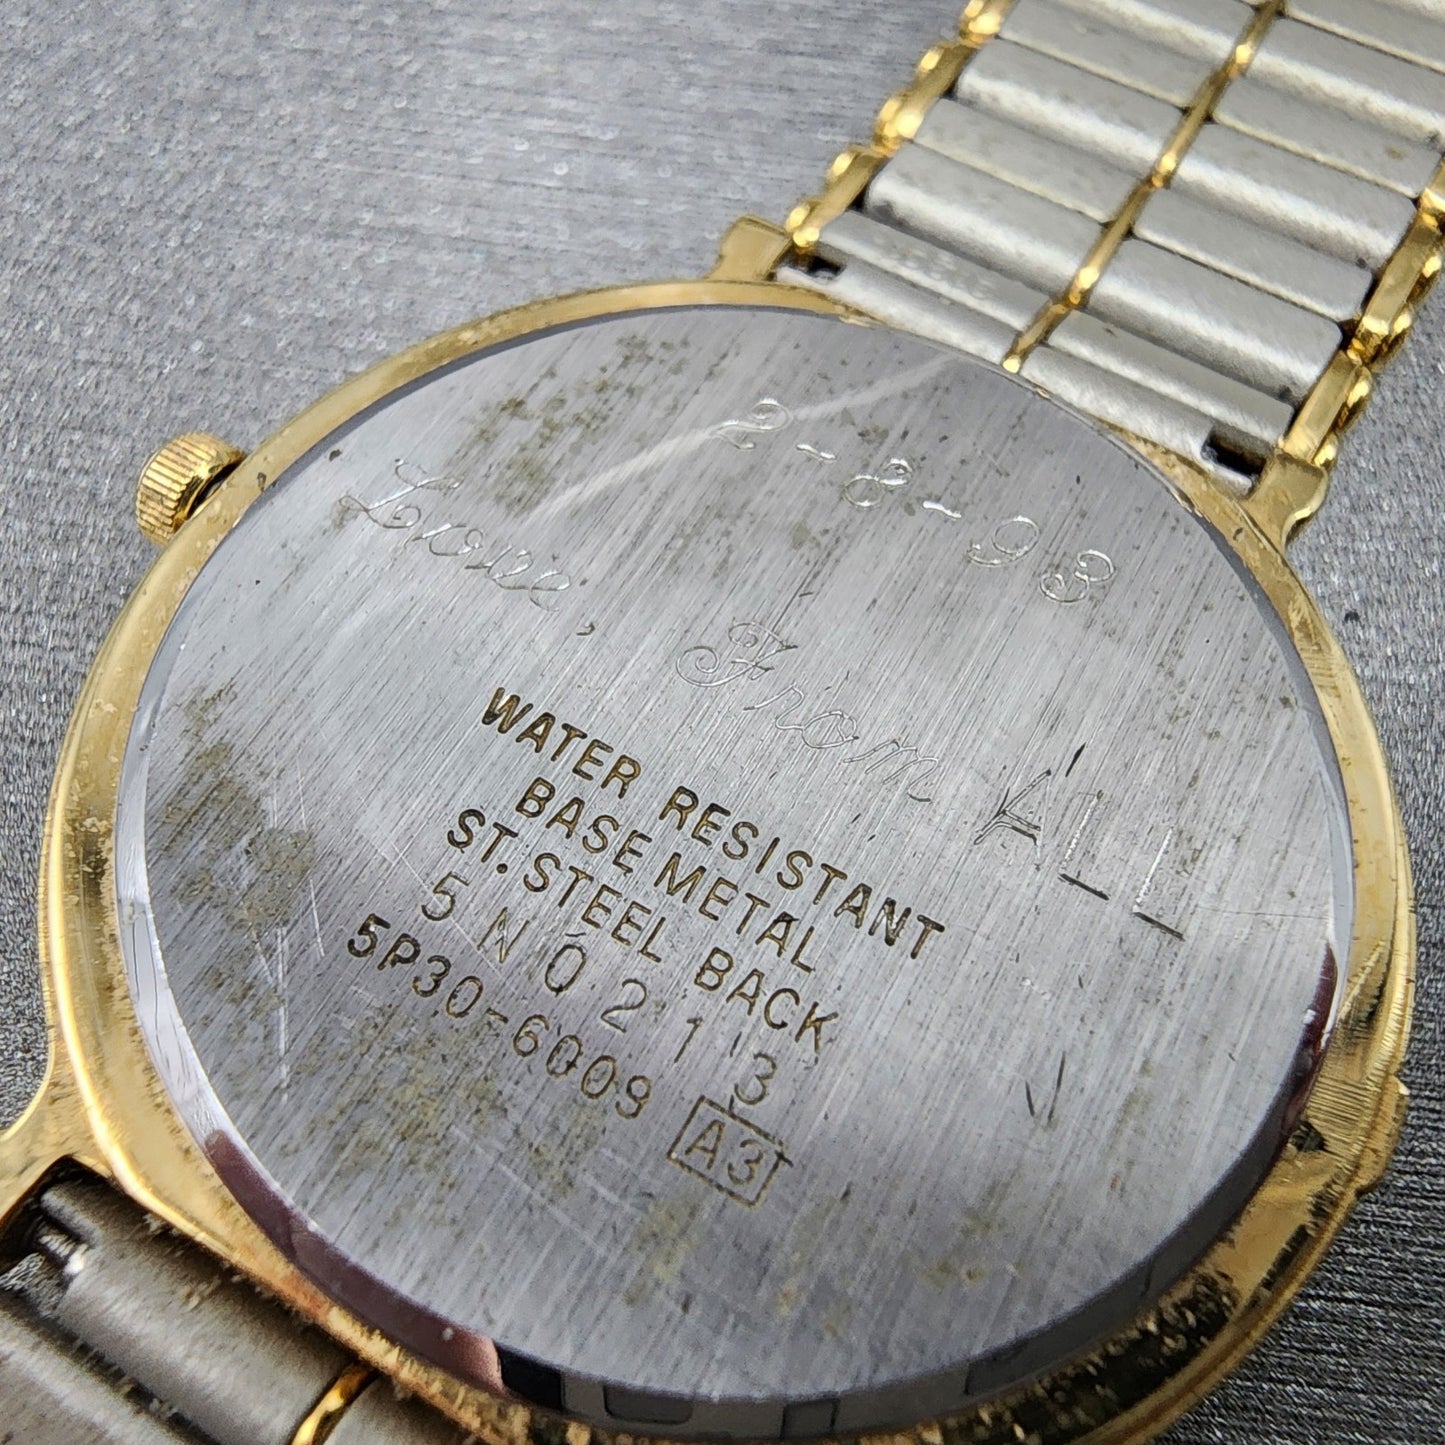 2-8-93
Love,
From ALL
WATER RESISTANT
BASE METAL
ST. STEEL BACK
5N0213
5P30-6009
A3